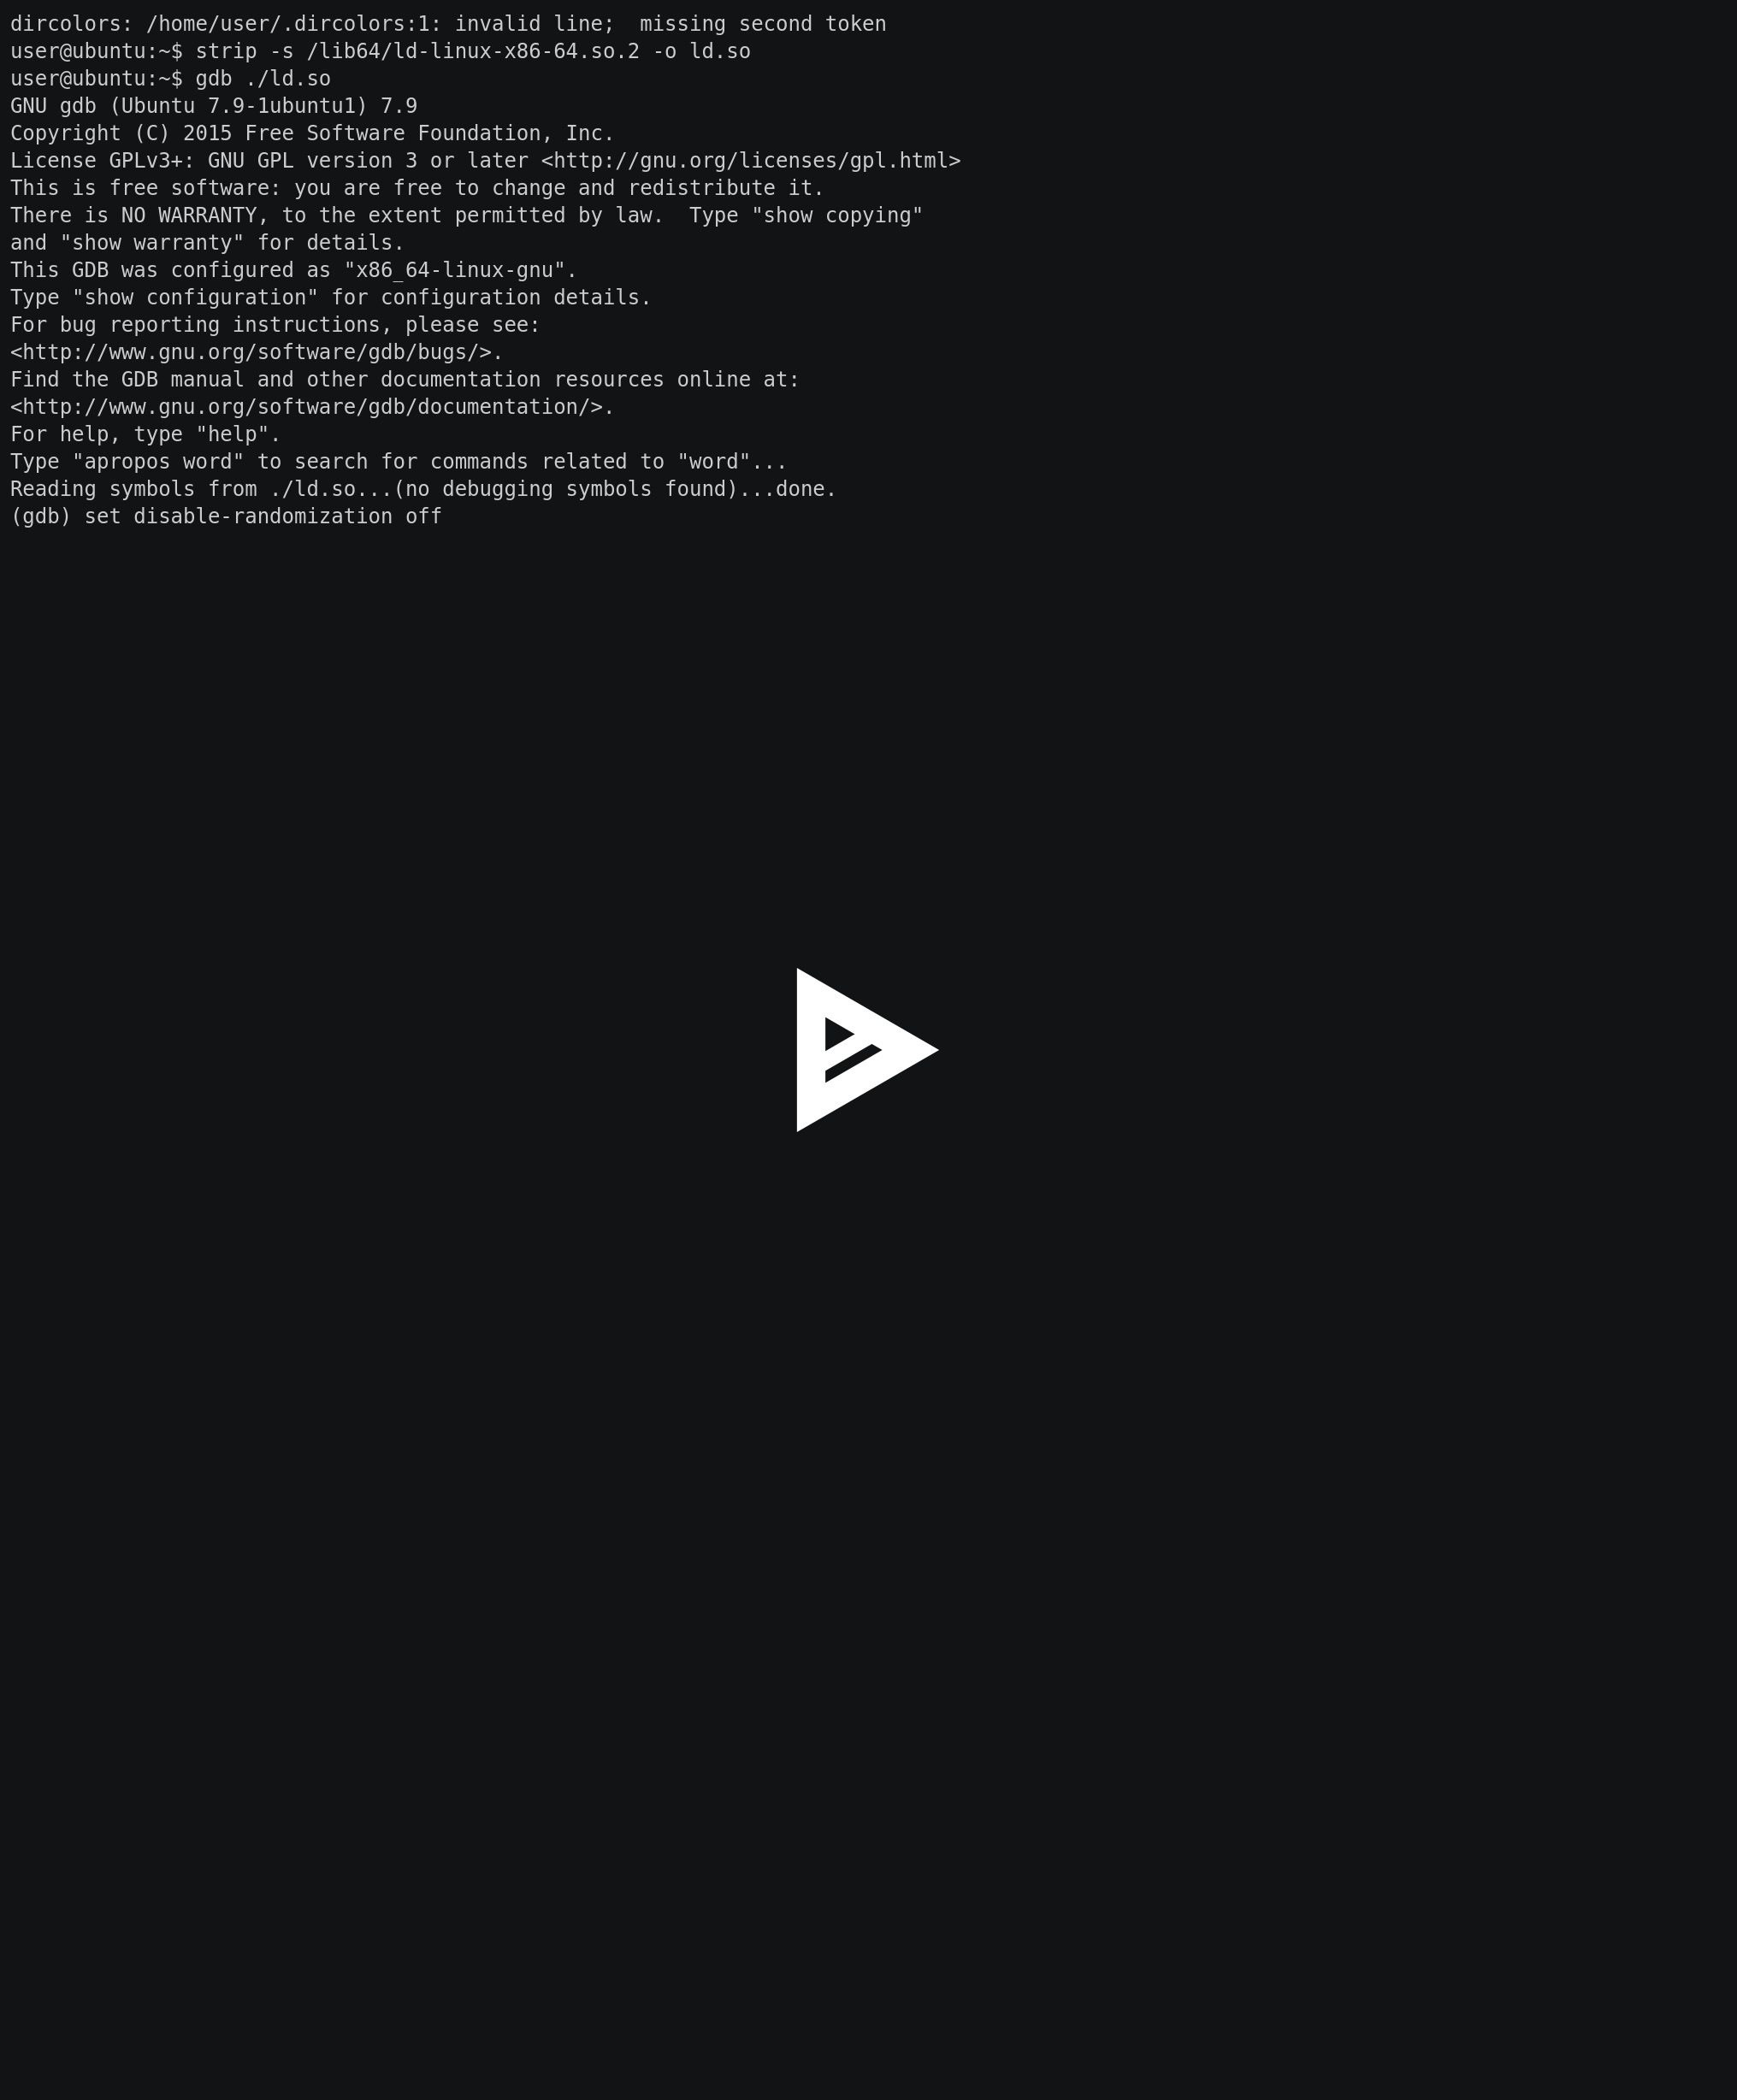 dircolors: /home/user/.dircolors:1: invalid line;  missing second token
user@ubuntu:~$ strip -s /lib64/ld-linux-x86-64.so.2 -o ld.so
user@ubuntu:~$ gdb ./ld.so
GNU gdb (Ubuntu 7.9-1ubuntu1) 7.9
Copyright (C) 2015 Free Software Foundation, Inc.
License GPLv3+: GNU GPL version 3 or later <http://gnu.org/licenses/gpl.html>
This is free software: you are free to change and redistribute it.
There is NO WARRANTY, to the extent permitted by law.  Type "show copying"
and "show warranty" for details.
This GDB was configured as "x86_64-linux-gnu".
Type "show configuration" for configuration details.
For bug reporting instructions, please see:
<http://www.gnu.org/software/gdb/bugs/>.
Find the GDB manual and other documentation resources online at:
<http://www.gnu.org/software/gdb/documentation/>.
For help, type "help".
Type "apropos word" to search for commands related to "word"...
Reading symbols from ./ld.so...(no debugging symbols found)...done.
(gdb) set disable-randomization off